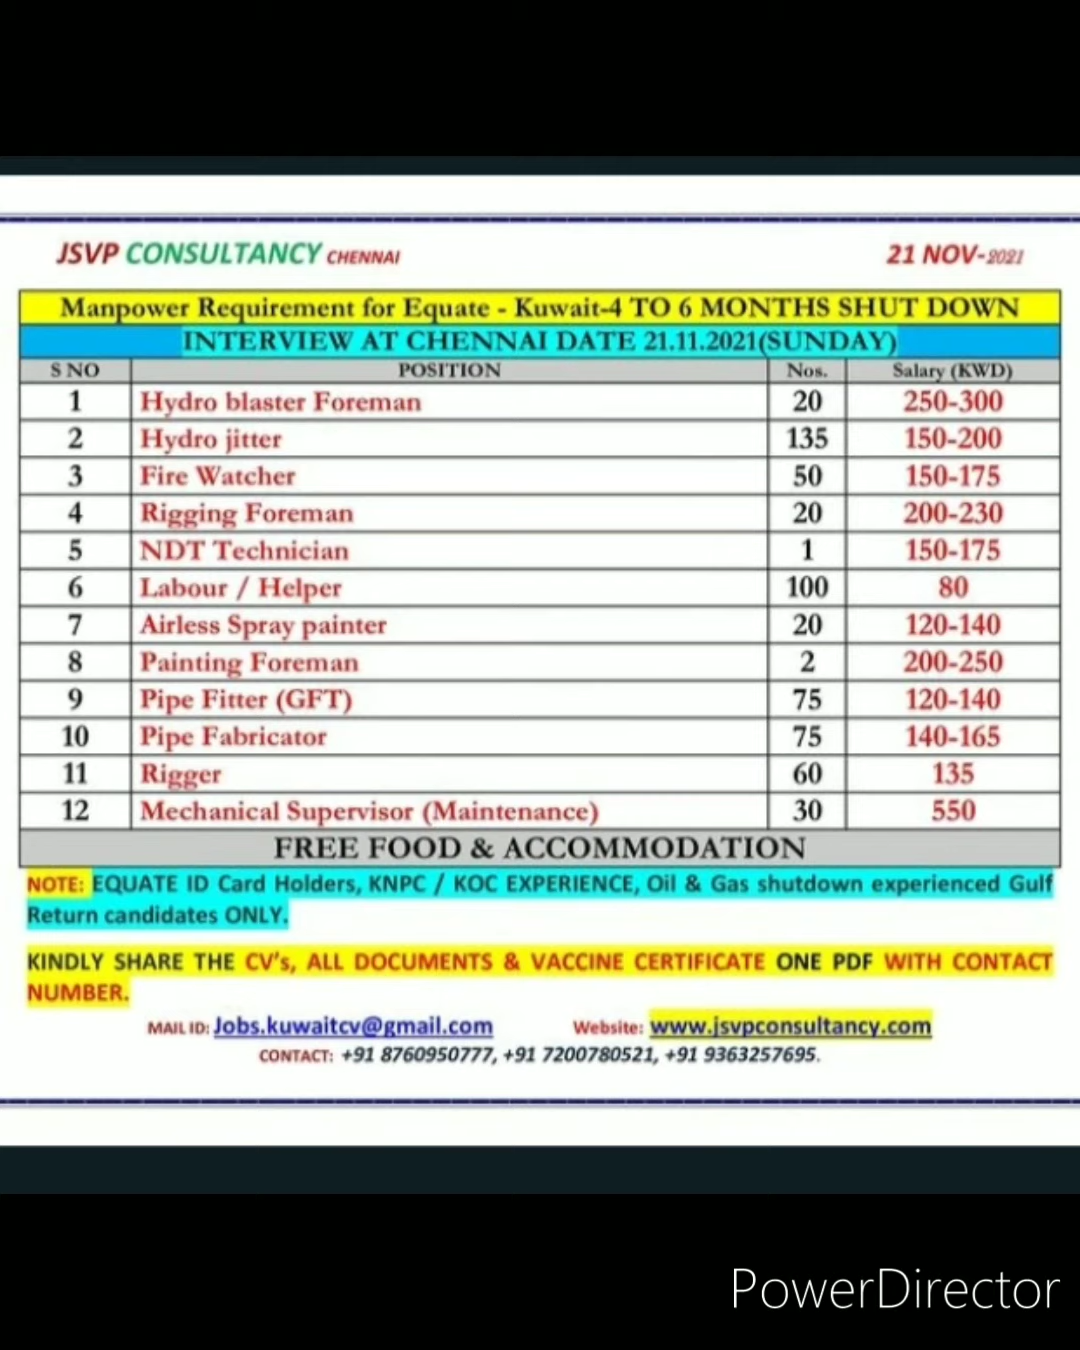 JSVP CONSULTANCY CHENNAI 21 NOV-2021
Manpower Requirement for Equate - Kuwait-4 TO 6 MONTHS SHUT DOWN
INTERVIEW AT CHENNAI DATE 21.11.2021(SUNDAY)
S NO POSITION Nos. Salary (KWD)
1 Hydro blaster Foreman 20 250-300
2 Hydro jitter 135 150-200
3 Fire Watcher 50 150-175
4 Rigging Foreman 20 200-230
5 NDT Technician 1 150-175
6 Labour / Helper 100 80
7 Airless Spray painter 20 120-140
8 Painting Foreman 2 200-250
9 Pipe Fitter (GFT) 75 120-140
10 Pipe Fabricator 75 140-165
11 Rigger 60 135
12 Mechanical Supervisor (Maintenance) 30 550
FREE FOOD & ACCOMMODATION
NOTE: EQUATE ID Card Holders, KNPC / KOC EXPERIENCE, Oil & Gas shutdown experienced Gulf
Return candidates ONLY.
KINDLY SHARE THE CV's, ALL DOCUMENTS & VACCINE CERTIFICATE ONE PDF WITH CONTACT
NUMBER.
MAIL ID: Jobs.kuwaitcv@gmail.com Website: www.jsvpconsultancy.com
CONTACT: +91 8760950777, +91 7200780521, +91 9363257695.
PowerDirector